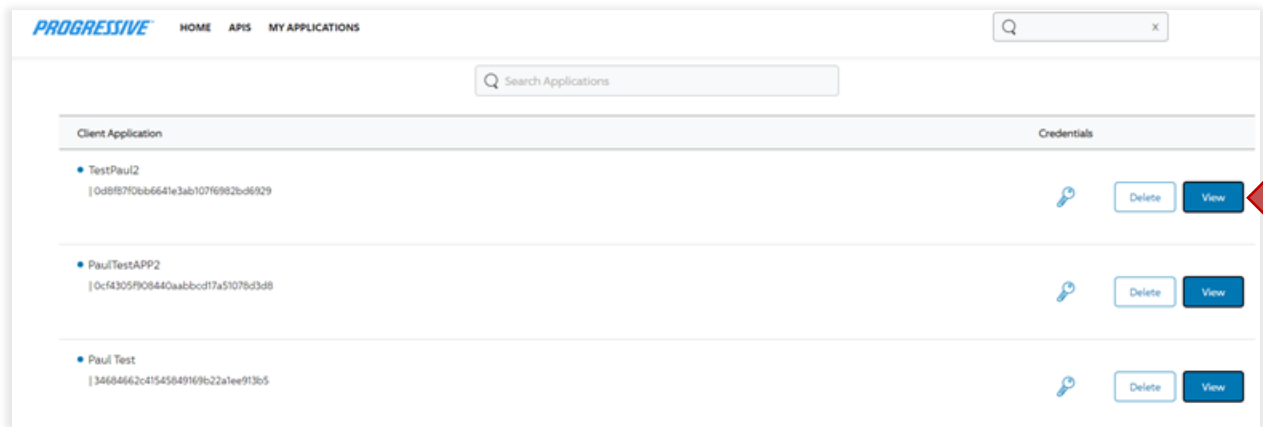 PROGRESSIVE HOME APIS MY APPLICATIONS x
Search Applications
Client Application Credentials
TestPaul2
| 0d8f87f0bb6641e3ab107f6982bd6929
Delete View
PaulTestAPP2
| 0cf4305f908440aabbcd17a51078d3d8
Delete View
Paul Test
| 34684662c41545849169b22a1ee913b5
Delete View